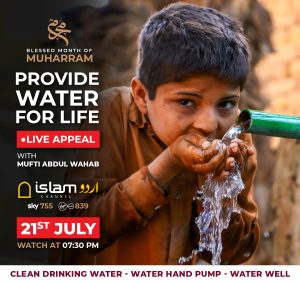 BLESSED MONTH OF
MUHARRAM
PROVIDE
WATER
FOR LIFE
LIVE APPEAL
WITH
MUFTI ABDUL WAHAB
islam اردو
CHANNEL
sky 755 839
21ST JULY
WATCH AT 07:30 PM
CLEAN DRINKING WATER - WATER HAND PUMP - WATER WELL